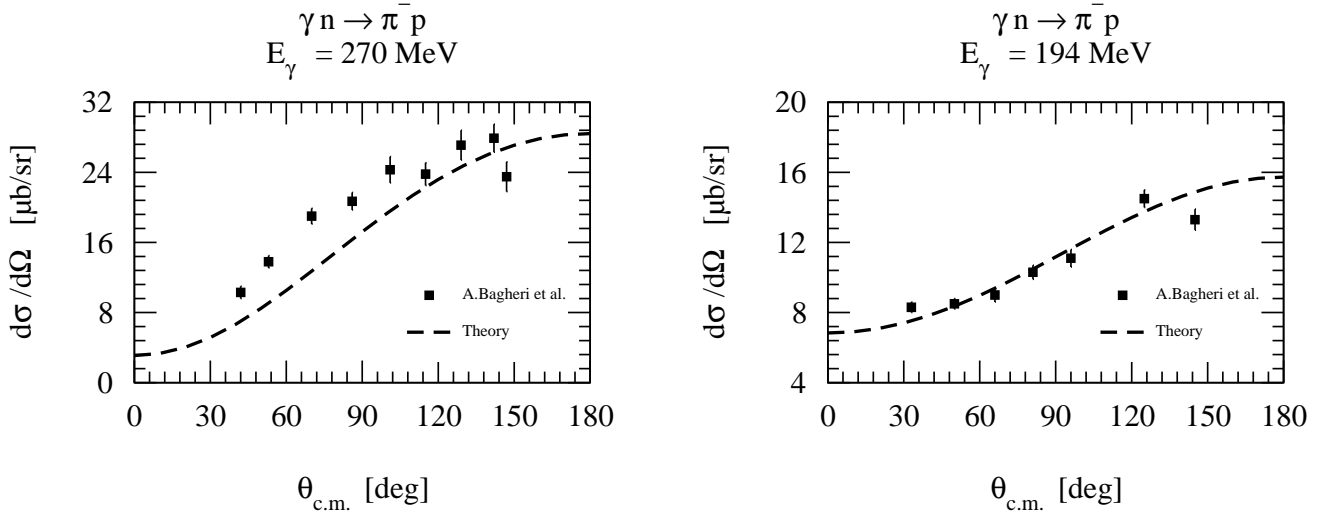 γ n → π⁻ p
E_γ = 270 MeV
dσ/dΩ [μb/sr]
32
24
16
8
0
A.Bagheri et al.
Theory
0 30 60 90 120 150 180
θ_c.m. [deg]
γ n → π⁻ p
E_γ = 194 MeV
dσ/dΩ [μb/sr]
20
16
12
8
4
A.Bagheri et al.
Theory
0 30 60 90 120 150 180
θ_c.m. [deg]